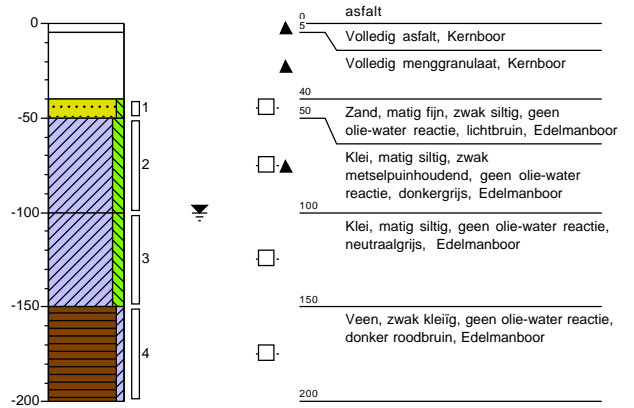 0
-50
-100
-150
-200
1
2
3
4
0
5
40
50
100
150
200
asfalt
Volledig asfalt, Kernboor
Volledig menggranulaat, Kernboor
Zand, matig fijn, zwak siltig, geen
olie-water reactie, lichtbruin, Edelmanboor
Klei, matig siltig, zwak
metselpuinhoudend, geen olie-water
reactie, donkergrijs, Edelmanboor
Klei, matig siltig, geen olie-water reactie,
neutraalgrijs, Edelmanboor
Veen, zwak kleiïg, geen olie-water reactie,
donker roodbruin, Edelmanboor